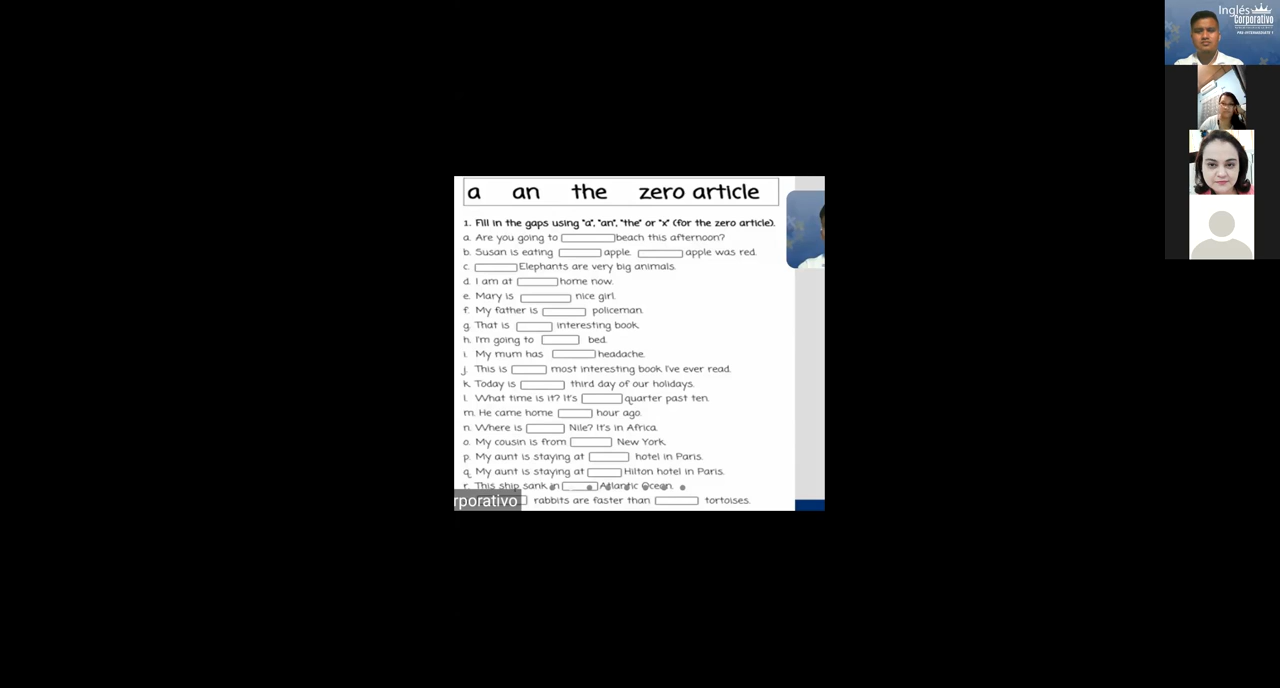 a an the zero article
1. Fill in the gaps using "a", "an", "the" or "x" (for the zero article).
a. Are you going to beach this afternoon?
b. Susan is eating apple. apple was red.
c. Elephants are very big animals.
d. I am at home now.
e. Mary is nice girl.
f. My father is policeman.
g. That is interesting book.
h. I'm going to bed.
i. My mum has headache.
j. This is most interesting book I've ever read.
k. Today is third day of our holidays.
l. What time is it? It's quarter past ten.
m. He came home hour ago.
n. Where is Nile? It's in Africa.
o. My cousin is from New York.
p. My aunt is staying at hotel in Paris.
q. My aunt is staying at Hilton hotel in Paris.
r. This ship sank in Atlantic Ocean.
rabbits are faster than tortoises.
rporativo
Inglés
Corporativo
PRE-INTERMEDIATE 1